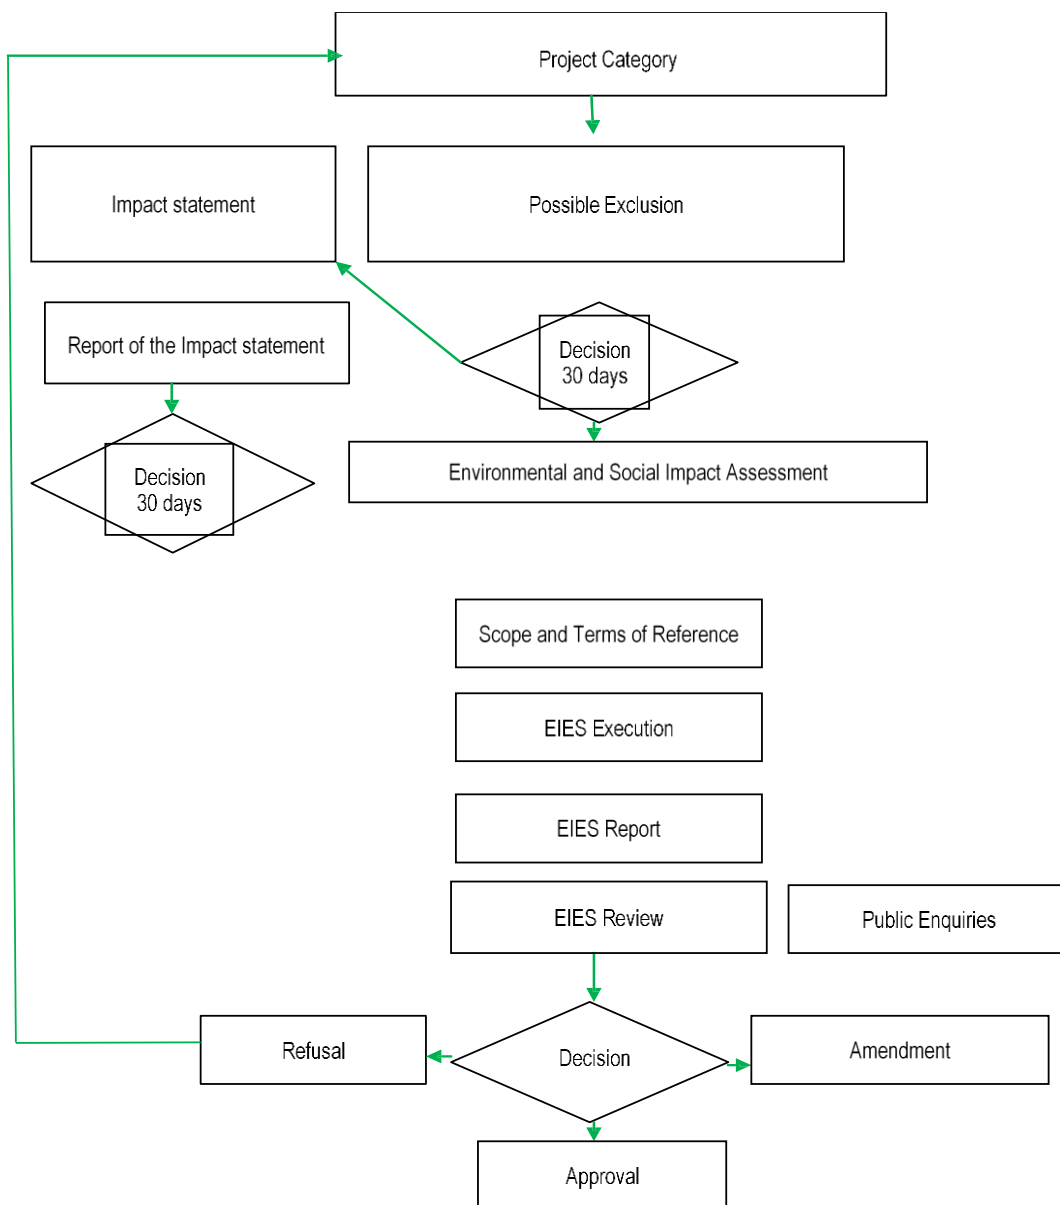 Project Category
Impact statement
Possible Exclusion
Report of the Impact statement
Decision
30 days
Decision
30 days
Environmental and Social Impact Assessment
Scope and Terms of Reference
EIES Execution
EIES Report
EIES Review
Public Enquiries
Refusal
Decision
Amendment
Approval